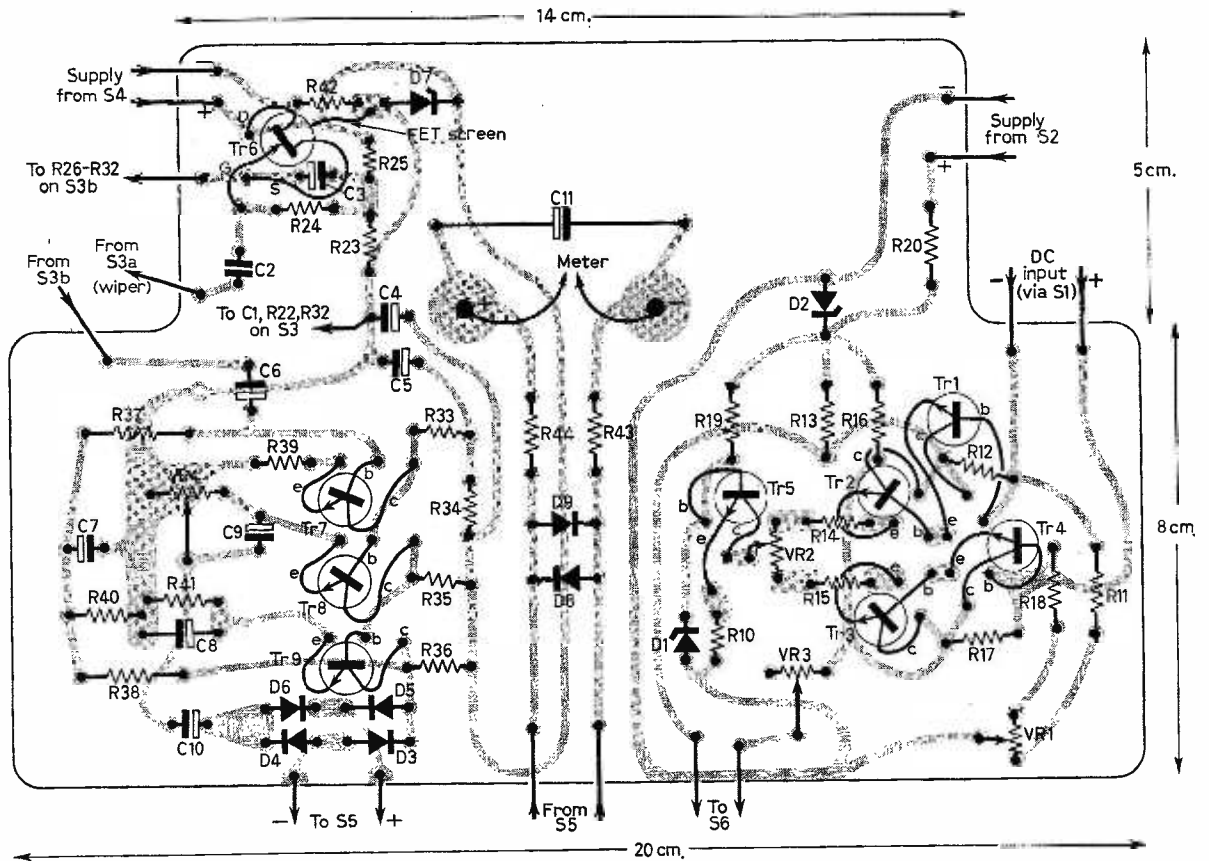 14 cm.
Supply
from S4
−
+
R42
D7
FET screen
Tr6
D
G
S
R25
C3
R24
R23
To R26-R32
on S3b
From
S3a
(wiper)
From
S3b
C2
C11
Meter
+
−
−
Supply
from S2
+
5 cm.
R20
DC
input
(via S1)
−
+
D2
To C1, R22, R32
on S3
C4
C5
C6
R37
R39
R33
R44
R43
R19
R13
R16
Tr1
b
e
c
R12
e
b
c
Tr7
R34
C7
C9
Tr5
b
e
c
Tr2
R14
e
b
e
VR2
Tr4
e
b
c
D9
D8
8 cm.
R41
R40
C8
e
b
c
Tr8
R35
R15
e
b
c
Tr3
R18
R11
R17
e
b
c
Tr9
R36
R38
D1
R10
VR3
D6
D5
D4
D3
C10
VR1
− To S5 +
From
S5
To
S6
20 cm.